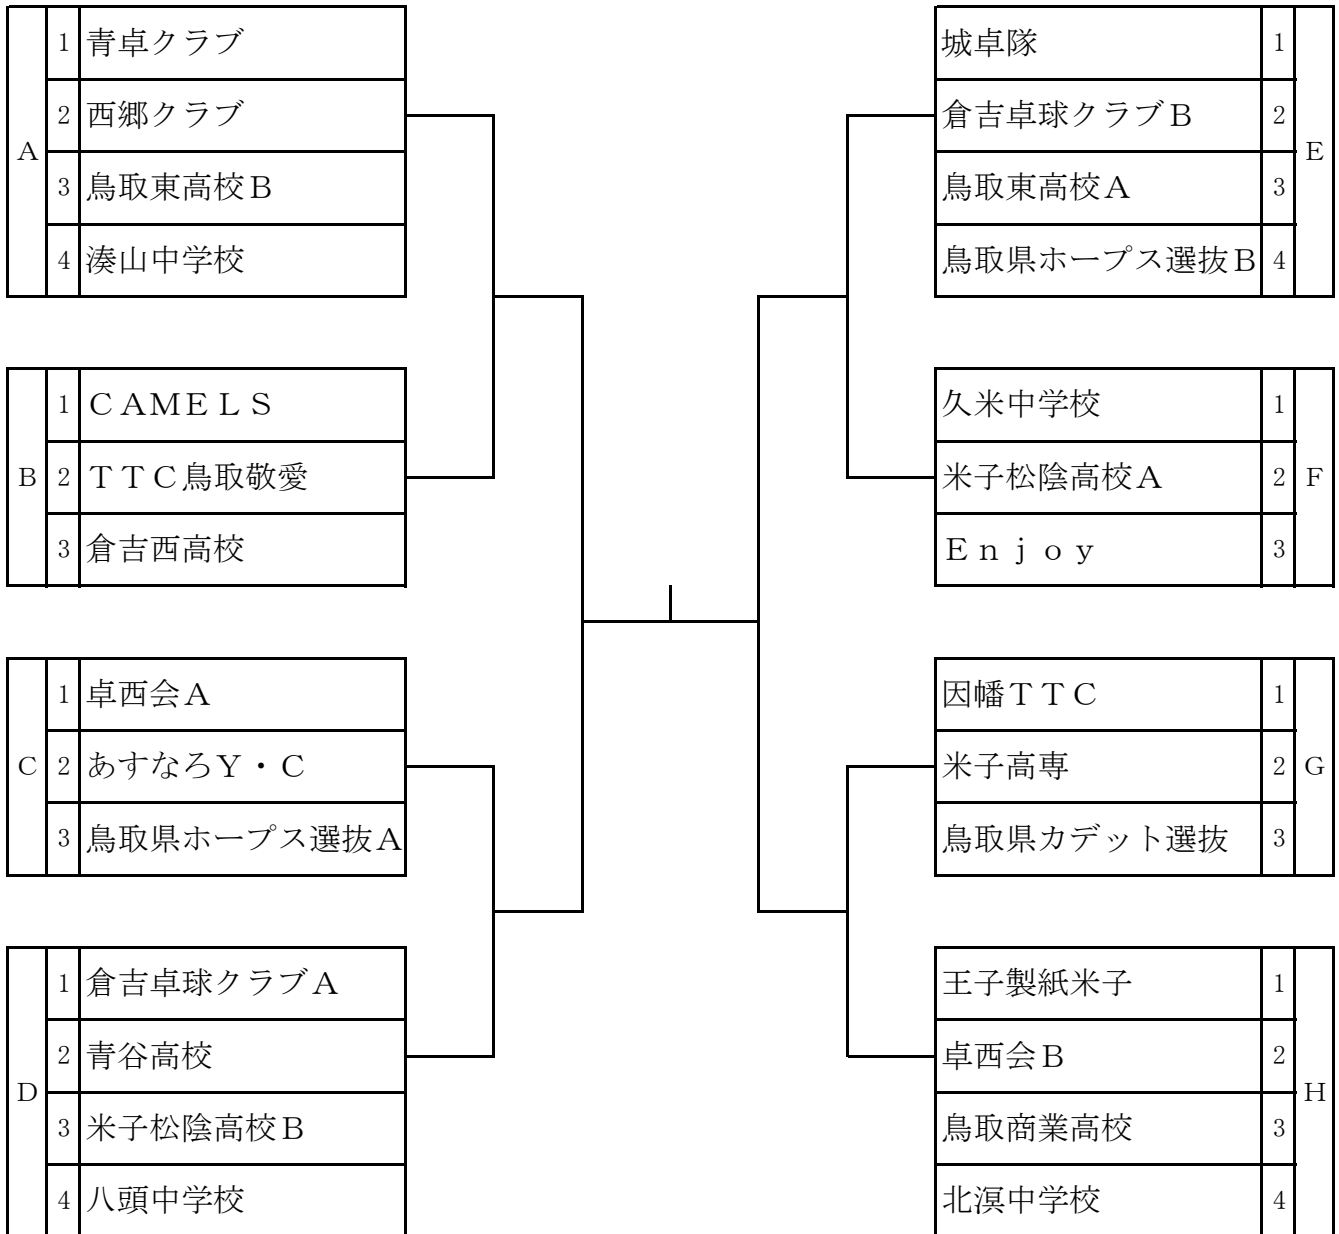 A
1 青卓クラブ
2 西郷クラブ
3 鳥取東高校B
4 湊山中学校
B
1 CAMELS
2 TTC鳥取敬愛
3 倉吉西高校
C
1 卓西会A
2 あすなろY・C
3 鳥取県ホープス選抜A
D
1 倉吉卓球クラブA
2 青谷高校
3 米子松陰高校B
4 八頭中学校
城卓隊 1
倉吉卓球クラブB 2
鳥取東高校A 3
鳥取県ホープス選抜B 4
E
久米中学校 1
米子松陰高校A 2
Enjoy 3
F
因幡TTC 1
米子高専 2
鳥取県カデット選抜 3
G
王子製紙米子 1
卓西会B 2
鳥取商業高校 3
北溟中学校 4
H